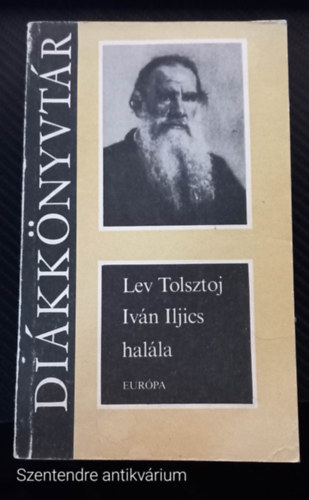 DIÁKKÖNYVTÁR
Lev Tolsztoj
Iván Iljics
halála
EURÓPA
Szentendre antikvárium